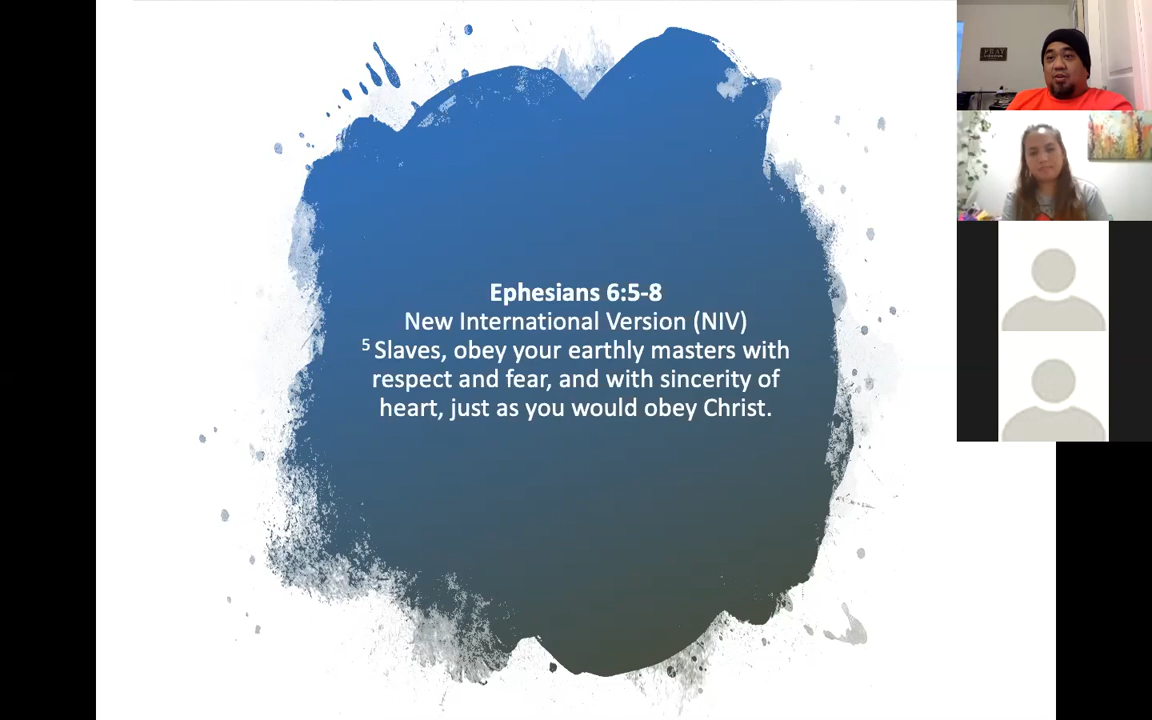 Ephesians 6:5-8
New International Version (NIV)
5 Slaves, obey your earthly masters with
respect and fear, and with sincerity of
heart, just as you would obey Christ.
PRAY